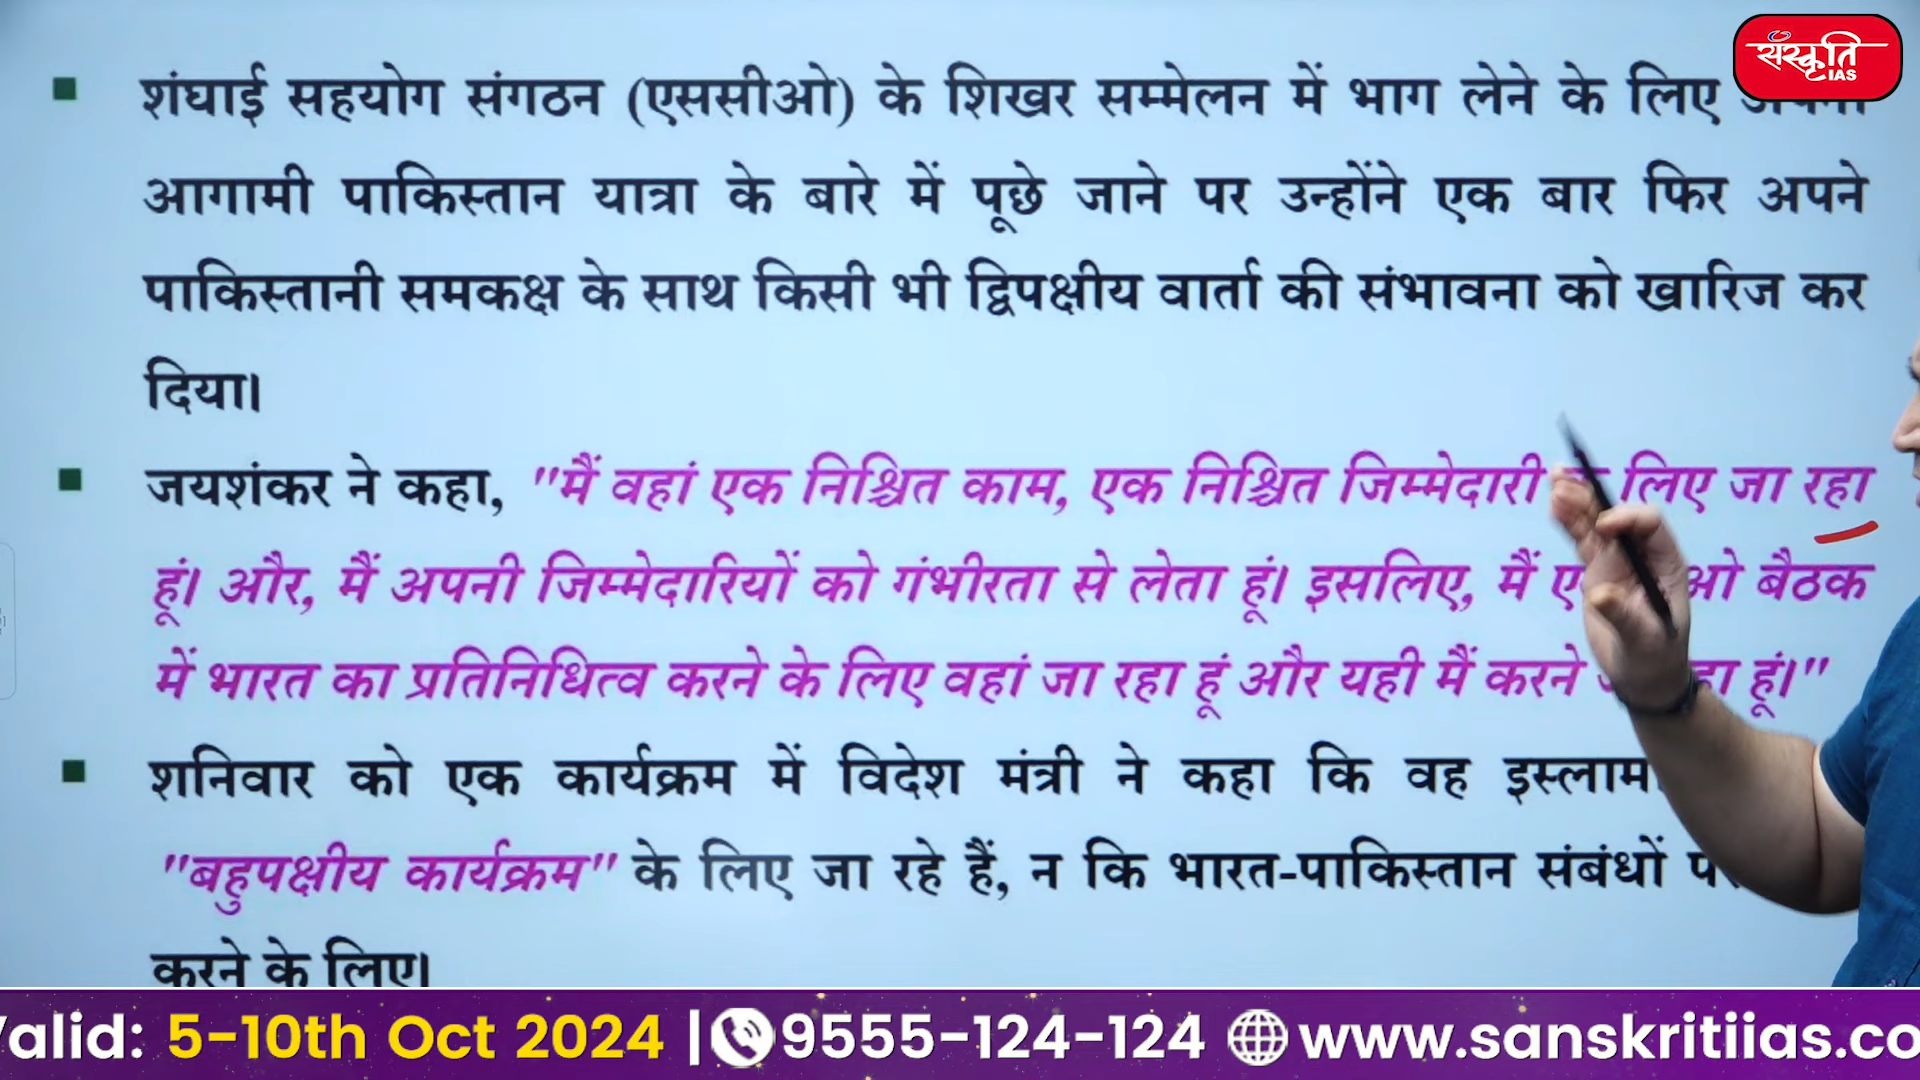 संस्कृति
IAS
शंघाई सहयोग संगठन (एससीओ) के शिखर सम्मेलन में भाग लेने के लिए
आगामी पाकिस्तान यात्रा के बारे में पूछे जाने पर उन्होंने एक बार फिर अपने
पाकिस्तानी समकक्ष के साथ किसी भी द्विपक्षीय वार्ता की संभावना को खारिज कर
दिया।
जयशंकर ने कहा, "मैं वहां एक निश्चित काम, एक निश्चित जिम्मेदारी लिए जा रहा
हूं। और, मैं अपनी जिम्मेदारियों को गंभीरता से लेता हूं। इसलिए, मैं बैठक
में भारत का प्रतिनिधित्व करने के लिए वहां जा रहा हूं और यही मैं करने हूं।"
शनिवार को एक कार्यक्रम में विदेश मंत्री ने कहा कि वह
"बहुपक्षीय कार्यक्रम" के लिए जा रहे हैं, न कि भारत-पाकिस्तान संबंधों
करने के लिए।
Valid: 5-10th Oct 2024 | 9555-124-124 www.sanskritiias.co